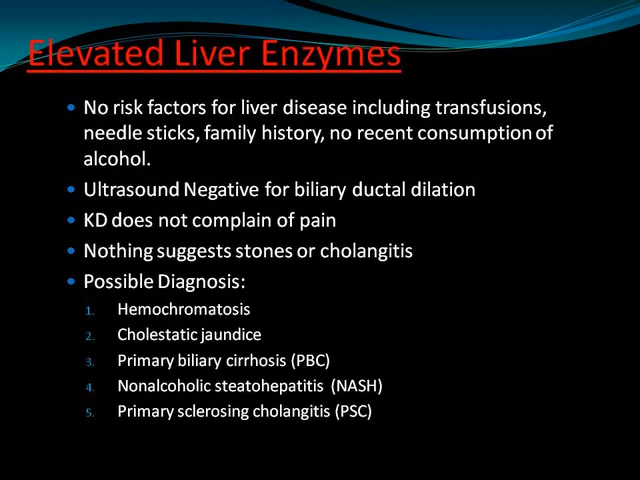 Elevated Liver Enzymes
• No risk factors for liver disease including transfusions,
needle sticks, family history, no recent consumption of
alcohol.
• Ultrasound Negative for biliary ductal dilation
• KD does not complain of pain
• Nothing suggests stones or cholangitis
• Possible Diagnosis:
1. Hemochromatosis
2. Cholestatic jaundice
3. Primary biliary cirrhosis (PBC)
4. Nonalcoholic steatohepatitis (NASH)
5. Primary sclerosing cholangitis (PSC)